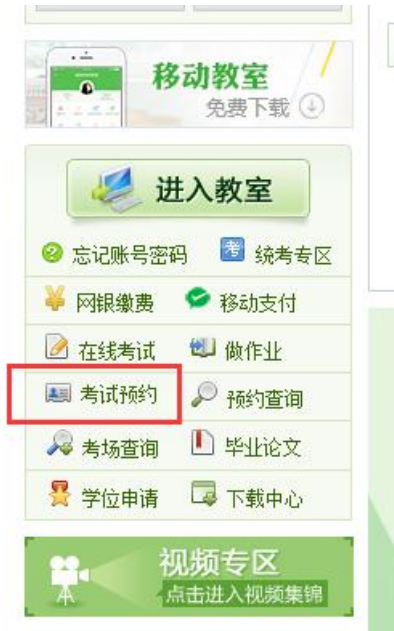 移动教室
免费下载
进入教室
忘记账号密码 统考专区
网银缴费 移动支付
在线考试 做作业
考试预约 预约查询
考场查询 毕业论文
学位申请 下载中心
视频专区
点击进入视频集锦